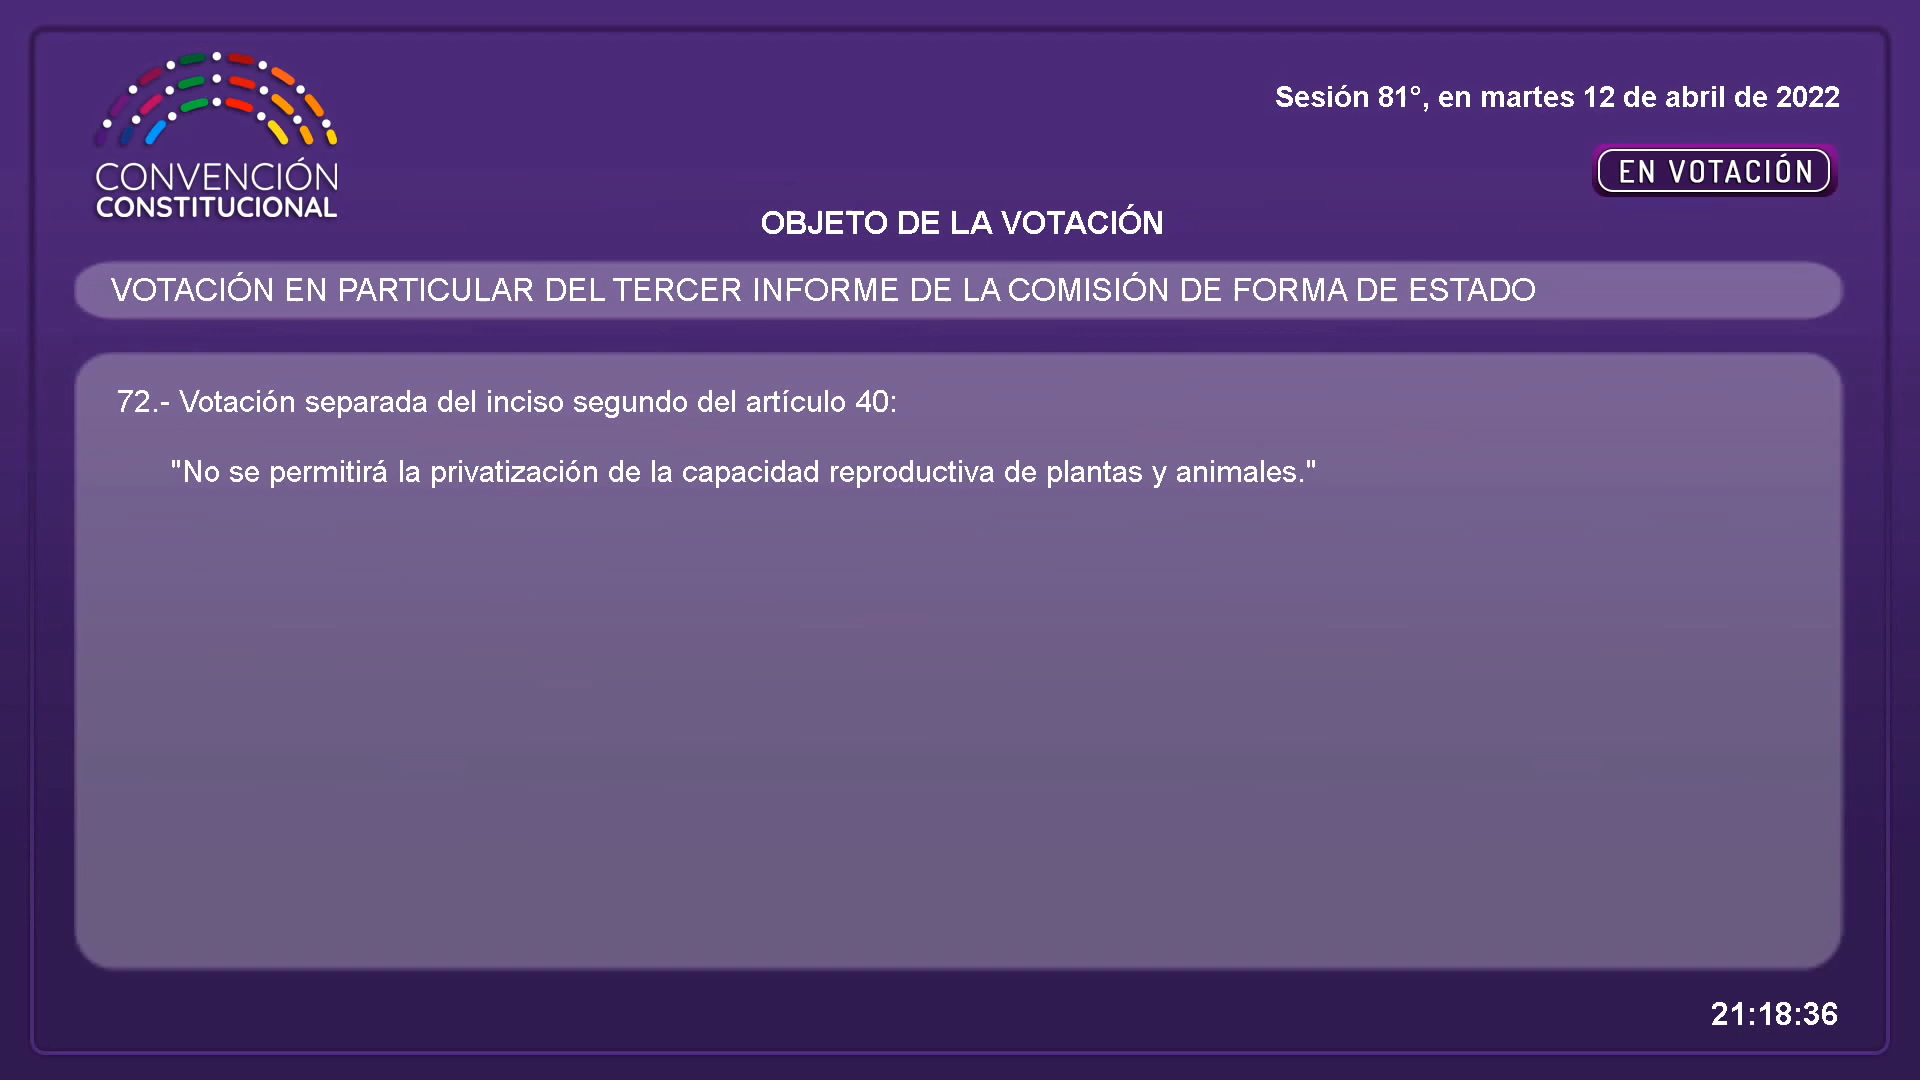 CONVENCIÓN
CONSTITUCIONAL
Sesión 81°, en martes 12 de abril de 2022
EN VOTACIÓN
OBJETO DE LA VOTACIÓN
VOTACIÓN EN PARTICULAR DEL TERCER INFORME DE LA COMISIÓN DE FORMA DE ESTADO
72.- Votación separada del inciso segundo del artículo 40:
"No se permitirá la privatización de la capacidad reproductiva de plantas y animales."
21:18:36